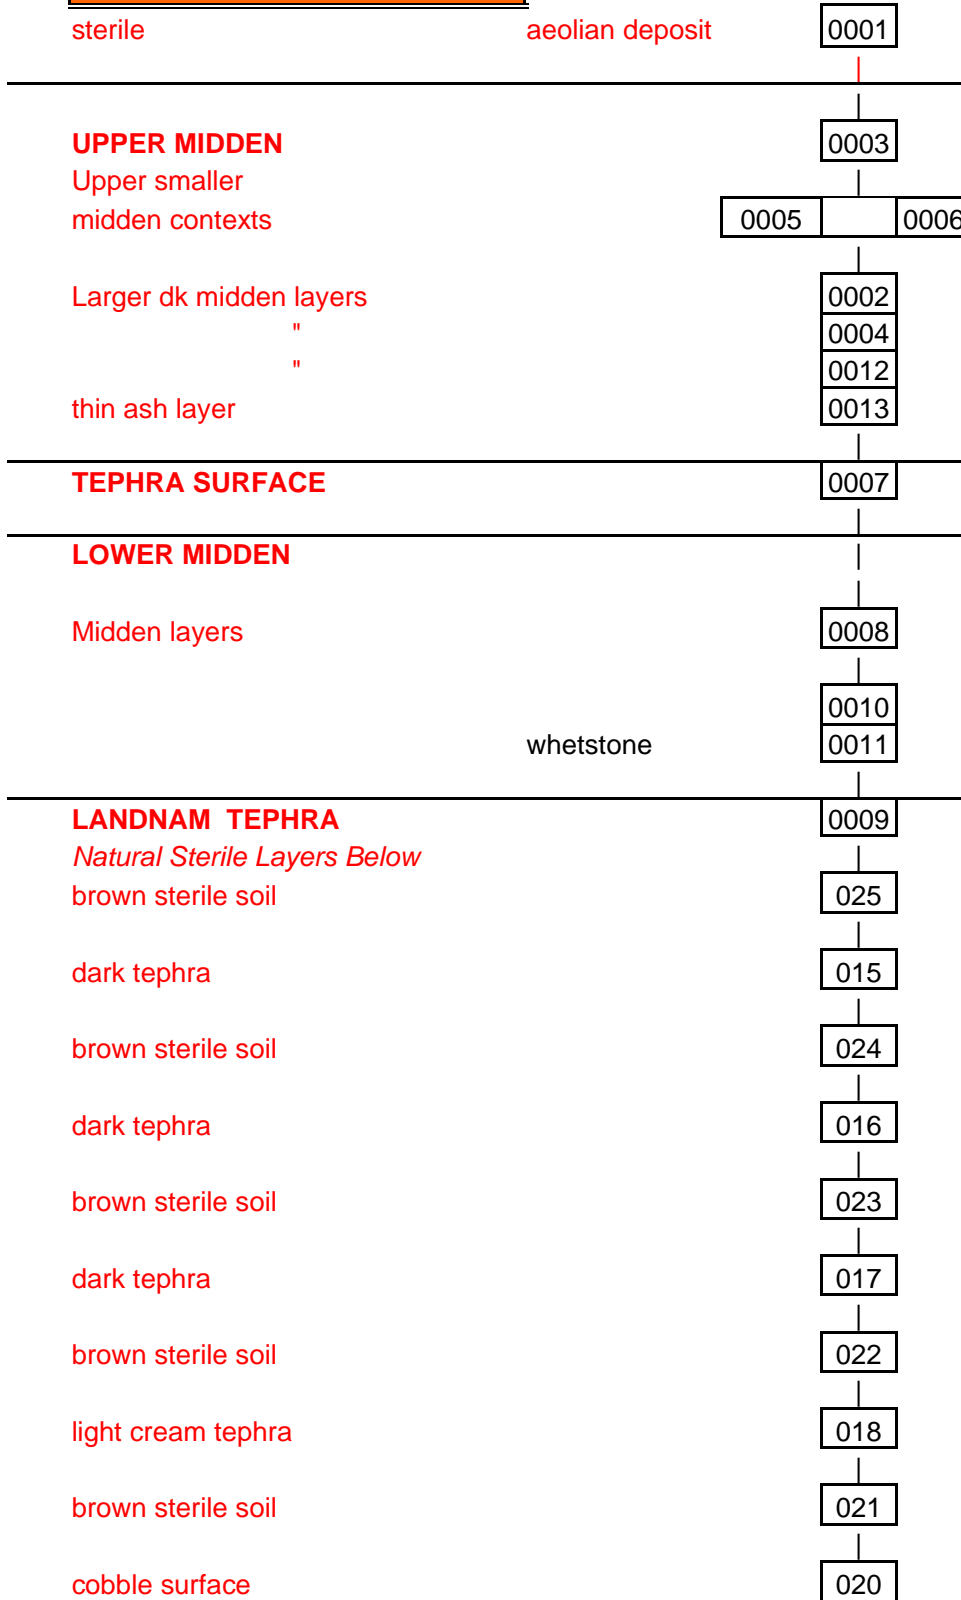 sterile aeolian deposit 0001
UPPER MIDDEN 0003
Upper smaller
midden contexts 0005 0006
Larger dk midden layers 0002
" 0004
" 0012
thin ash layer 0013
TEPHRA SURFACE 0007
LOWER MIDDEN
Midden layers 0008
0010
whetstone 0011
LANDNAM TEPHRA 0009
Natural Sterile Layers Below
brown sterile soil 025
dark tephra 015
brown sterile soil 024
dark tephra 016
brown sterile soil 023
dark tephra 017
brown sterile soil 022
light cream tephra 018
brown sterile soil 021
cobble surface 020